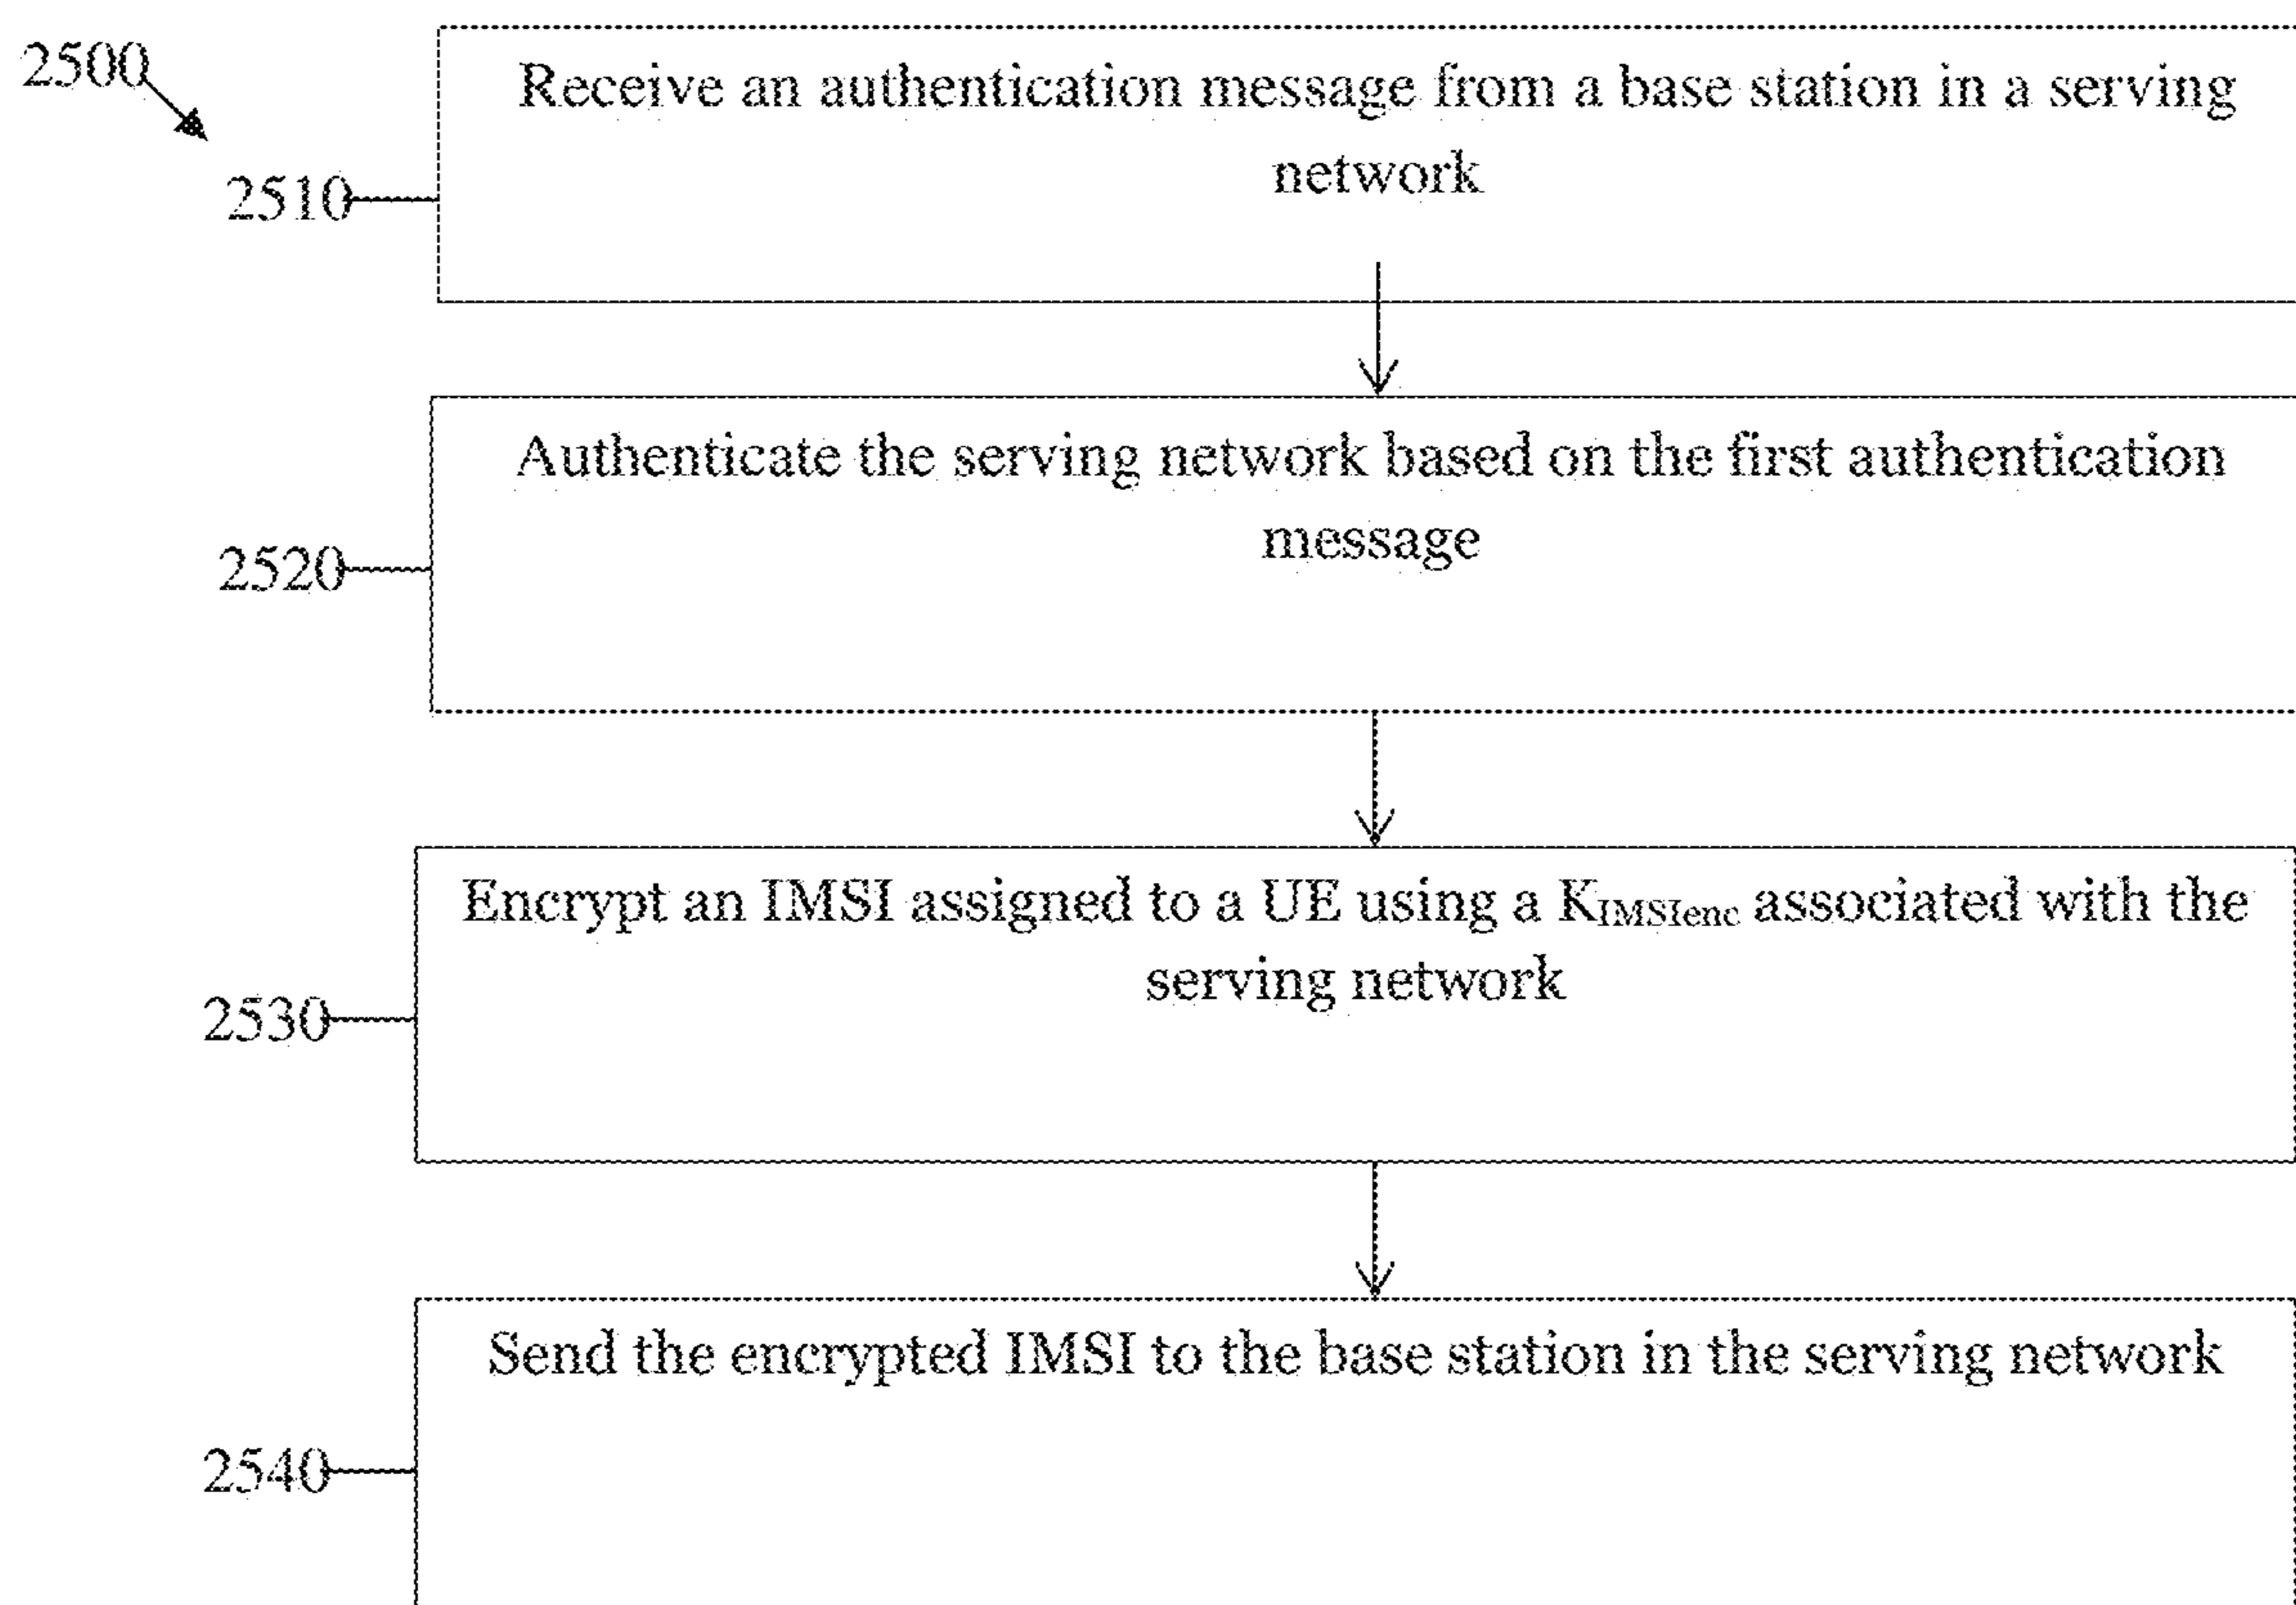 2500
Receive an authentication message from a base station in a serving
network
2510
Authenticate the serving network based on the first authentication
message
2520
Encrypt an IMSI assigned to a UE using a KIMSIenc associated with the
serving network
2530
Send the encrypted IMSI to the base station in the serving network
2540